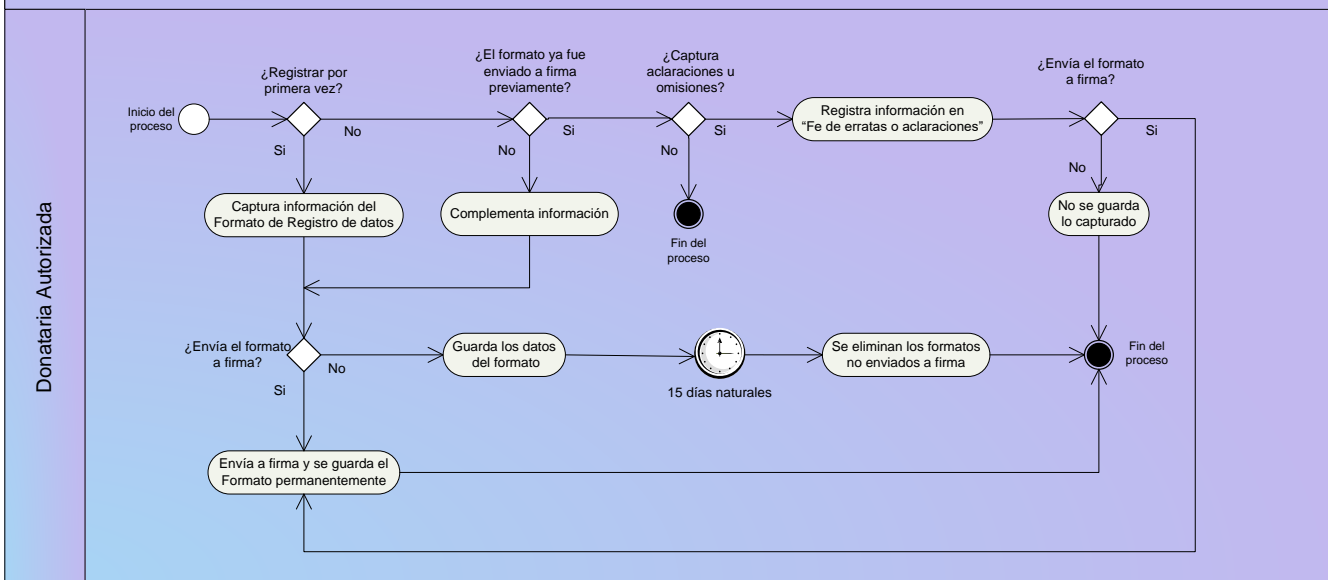 Donataria Autorizada
Inicio del
proceso
¿Registrar por
primera vez?
No
Si
¿El formato ya fue
enviado a firma
previamente?
Si
No
¿Captura
aclaraciones u
omisiones?
Si
No
Registra información en
“Fe de erratas o aclaraciones”
¿Envía el formato
a firma?
Si
No
Captura información del
Formato de Registro de datos
Complementa información
Fin del
proceso
No se guarda
lo capturado
¿Envía el formato
a firma?
No
Si
Guarda los datos
del formato
15 días naturales
Se eliminan los formatos
no enviados a firma
Fin del
proceso
Envía a firma y se guarda el
Formato permanentemente